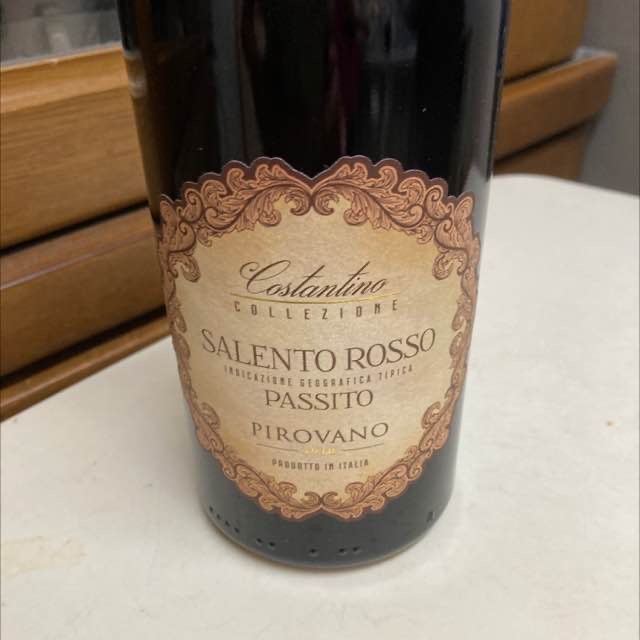 Costantino
COLLEZIONE
SALENTO ROSSO
INDICAZIONE GEOGRAFICA TIPICA
PASSITO
PIROVANO
PRODOTTO IN ITALIA